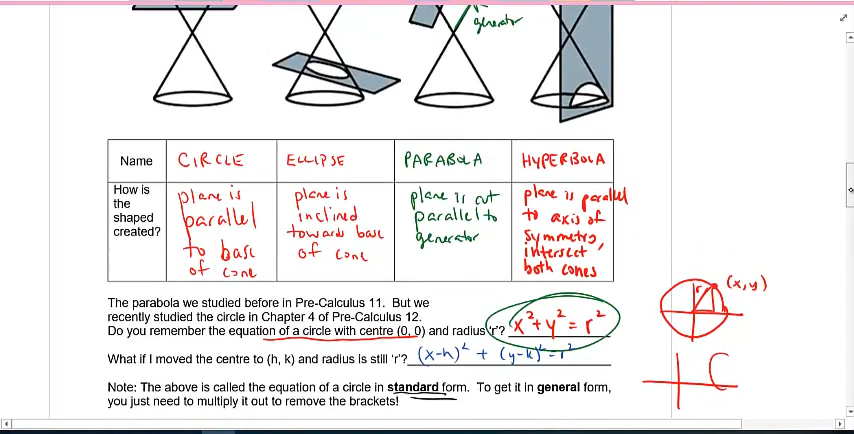 generator
Name CIRCLE ELLIPSE PARABOLA HYPERBOLA
How is the shaped created?
plane is
parallel
to base
of cone
plane is
inclined
towards base
of cone
plane is cut
parallel to
generator
plane is parallel
to axis of
symmetry,
intersect
both cones
The parabola we studied before in Pre-Calculus 11. But we
recently studied the circle in Chapter 4 of Pre-Calculus 12.
Do you remember the equation of a circle with centre (0, 0) and radius 'r'? x² + y² = r²
What if I moved the centre to (h, k) and radius is still 'r'? (x-h)² + (y-k)² = r²
Note: The above is called the equation of a circle in standard form. To get it in general form,
you just need to multiply it out to remove the brackets!
r (x, y)